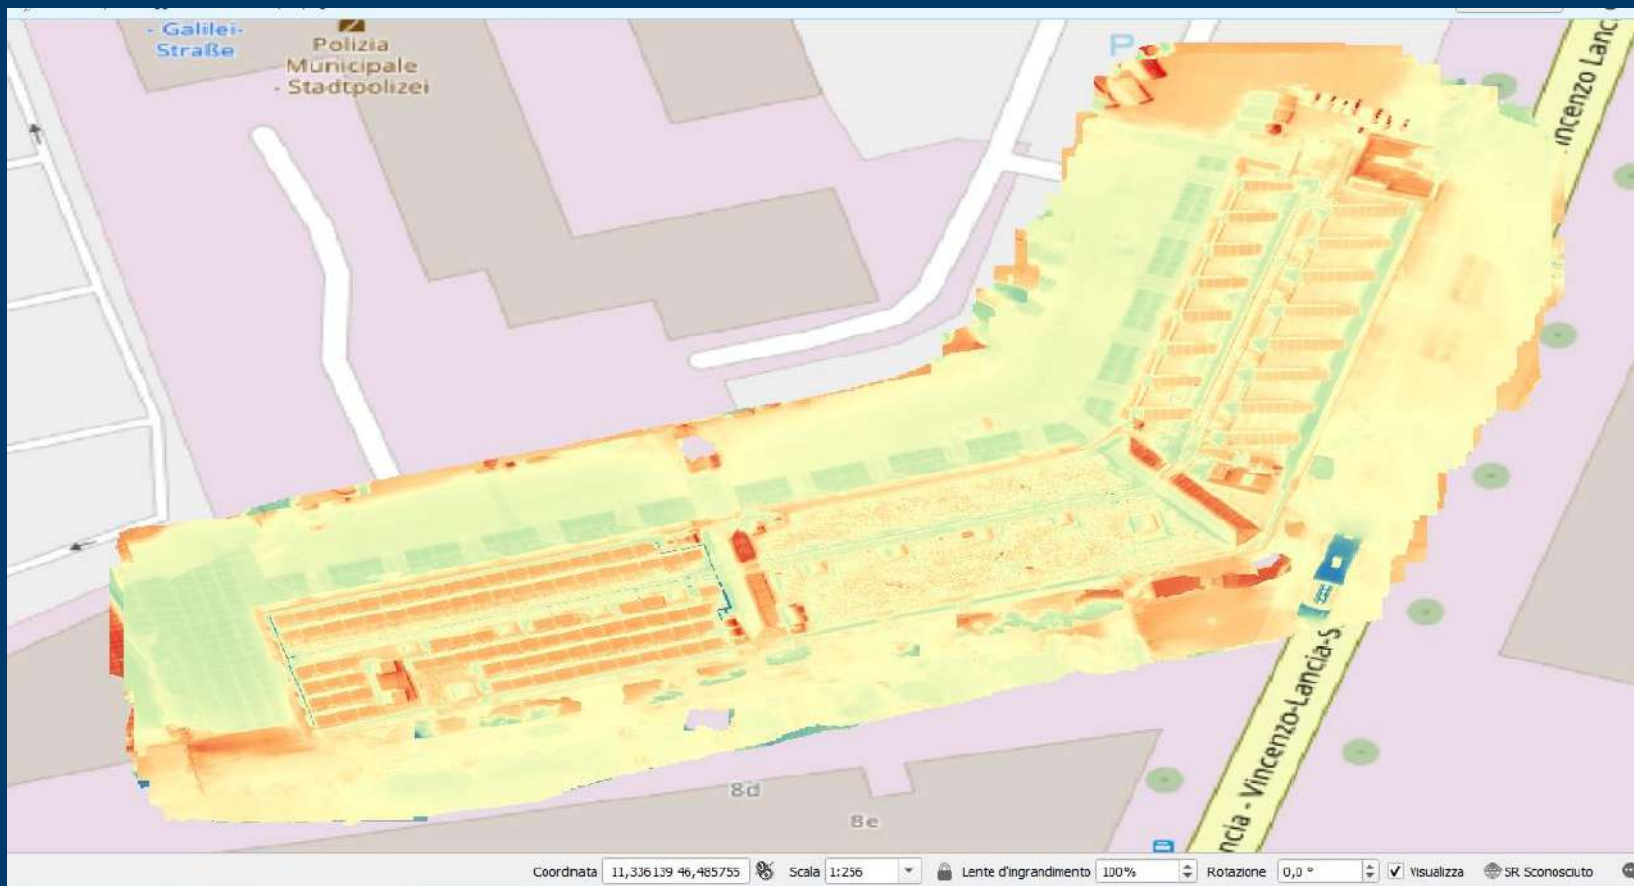 - Galilei-
Straße
Polizia
Municipale
- Stadtpolizei
P
incenzo Lanc
ncia - Vincenzo-Lancia-S
8d
8e
Coordinata 11,336139 46,485755 Scala 1:256 Lente d'ingrandimento 100% Rotazione 0,0 ° Visualizza SR Sconosciuto